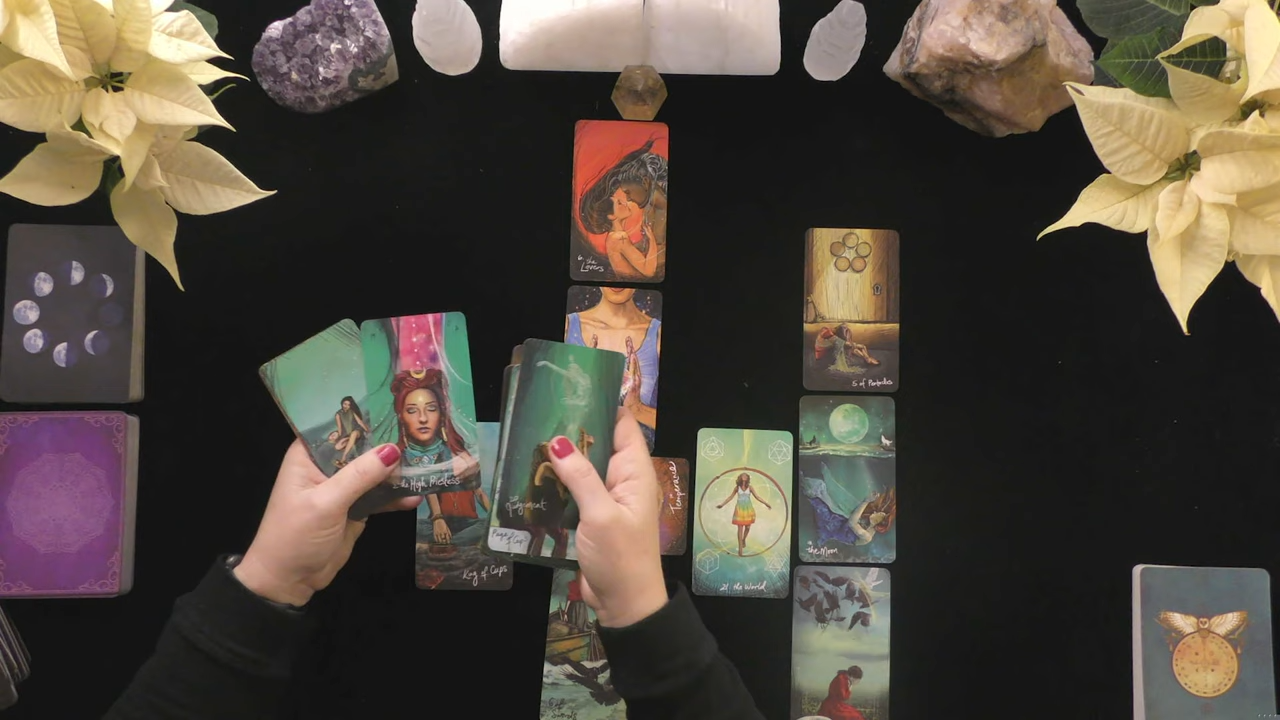 6. the
Lovers
5 of Pentacles
the High Priestess
Judgement
Page of Cups
Temperance
King of Cups
21. the World
the Moon